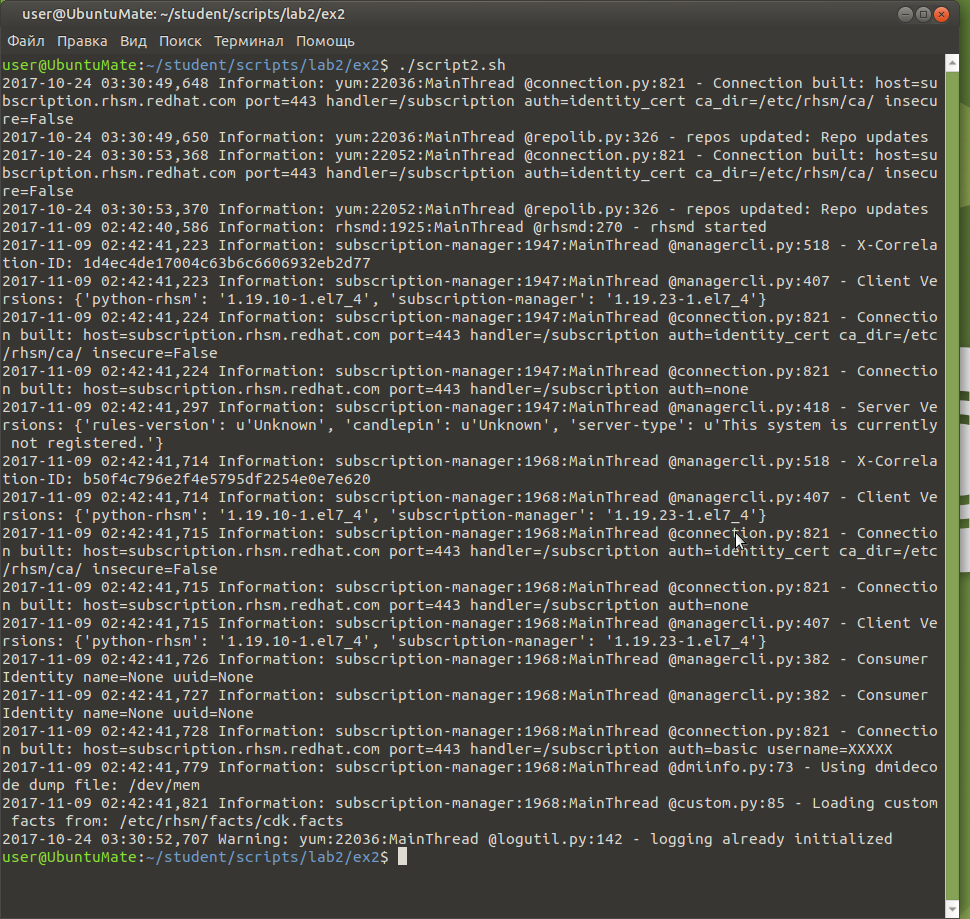 user@UbuntuMate: ~/student/scripts/lab2/ex2
Файл Правка Вид Поиск Терминал Помощь
user@UbuntuMate:~/student/scripts/lab2/ex2$ ./script2.sh
2017-10-24 03:30:49,648 Information: yum:22036:MainThread @connection.py:821 - Connection built: host=su
bscription.rhsm.redhat.com port=443 handler=/subscription auth=identity_cert ca_dir=/etc/rhsm/ca/ insecu
re=False
2017-10-24 03:30:49,650 Information: yum:22036:MainThread @repolib.py:326 - repos updated: Repo updates
2017-10-24 03:30:53,368 Information: yum:22052:MainThread @connection.py:821 - Connection built: host=su
bscription.rhsm.redhat.com port=443 handler=/subscription auth=identity_cert ca_dir=/etc/rhsm/ca/ insecu
re=False
2017-10-24 03:30:53,370 Information: yum:22052:MainThread @repolib.py:326 - repos updated: Repo updates
2017-11-09 02:42:40,586 Information: rhsmd:1925:MainThread @rhsmd:270 - rhsmd started
2017-11-09 02:42:41,223 Information: subscription-manager:1947:MainThread @managercli.py:518 - X-Correla
tion-ID: 1d4ec4de17004c63b6c6606932eb2d77
2017-11-09 02:42:41,223 Information: subscription-manager:1947:MainThread @managercli.py:407 - Client Ve
rsions: {'python-rhsm': '1.19.10-1.el7_4', 'subscription-manager': '1.19.23-1.el7_4'}
2017-11-09 02:42:41,224 Information: subscription-manager:1947:MainThread @connection.py:821 - Connectio
n built: host=subscription.rhsm.redhat.com port=443 handler=/subscription auth=identity_cert ca_dir=/etc
/rhsm/ca/ insecure=False
2017-11-09 02:42:41,224 Information: subscription-manager:1947:MainThread @connection.py:821 - Connectio
n built: host=subscription.rhsm.redhat.com port=443 handler=/subscription auth=none
2017-11-09 02:42:41,297 Information: subscription-manager:1947:MainThread @managercli.py:418 - Server Ve
rsions: {'rules-version': u'Unknown', 'candlepin': u'Unknown', 'server-type': u'This system is currently
 not registered.'}
2017-11-09 02:42:41,714 Information: subscription-manager:1968:MainThread @managercli.py:518 - X-Correla
tion-ID: b50f4c796e2f4e5795df2254e0e7e620
2017-11-09 02:42:41,714 Information: subscription-manager:1968:MainThread @managercli.py:407 - Client Ve
rsions: {'python-rhsm': '1.19.10-1.el7_4', 'subscription-manager': '1.19.23-1.el7_4'}
2017-11-09 02:42:41,715 Information: subscription-manager:1968:MainThread @connection.py:821 - Connectio
n built: host=subscription.rhsm.redhat.com port=443 handler=/subscription auth=identity_cert ca_dir=/etc
/rhsm/ca/ insecure=False
2017-11-09 02:42:41,715 Information: subscription-manager:1968:MainThread @connection.py:821 - Connectio
n built: host=subscription.rhsm.redhat.com port=443 handler=/subscription auth=none
2017-11-09 02:42:41,715 Information: subscription-manager:1968:MainThread @managercli.py:407 - Client Ve
rsions: {'python-rhsm': '1.19.10-1.el7_4', 'subscription-manager': '1.19.23-1.el7_4'}
2017-11-09 02:42:41,726 Information: subscription-manager:1968:MainThread @managercli.py:382 - Consumer
Identity name=None uuid=None
2017-11-09 02:42:41,727 Information: subscription-manager:1968:MainThread @managercli.py:382 - Consumer
Identity name=None uuid=None
2017-11-09 02:42:41,728 Information: subscription-manager:1968:MainThread @connection.py:821 - Connectio
n built: host=subscription.rhsm.redhat.com port=443 handler=/subscription auth=basic username=XXXXX
2017-11-09 02:42:41,779 Information: subscription-manager:1968:MainThread @dmiinfo.py:73 - Using dmideco
de dump file: /dev/mem
2017-11-09 02:42:41,821 Information: subscription-manager:1968:MainThread @custom.py:85 - Loading custom
 facts from: /etc/rhsm/facts/cdk.facts
2017-10-24 03:30:52,707 Warning: yum:22036:MainThread @logutil.py:142 - logging already initialized
user@UbuntuMate:~/student/scripts/lab2/ex2$